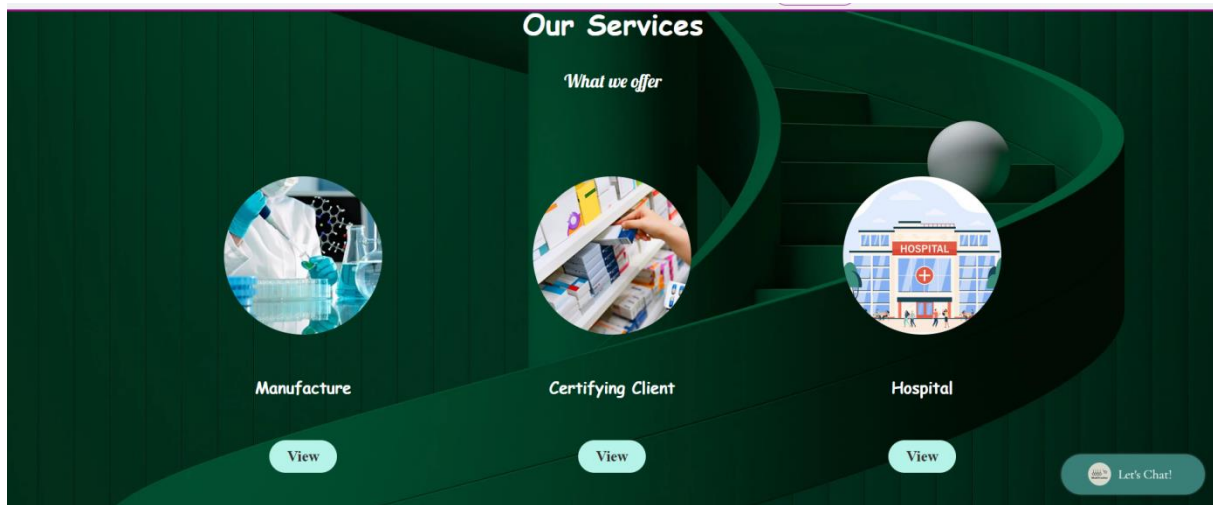 Our Services
What we offer
HOSPITAL
Manufacture
Certifying Client
Hospital
View
View
View
Let's Chat!